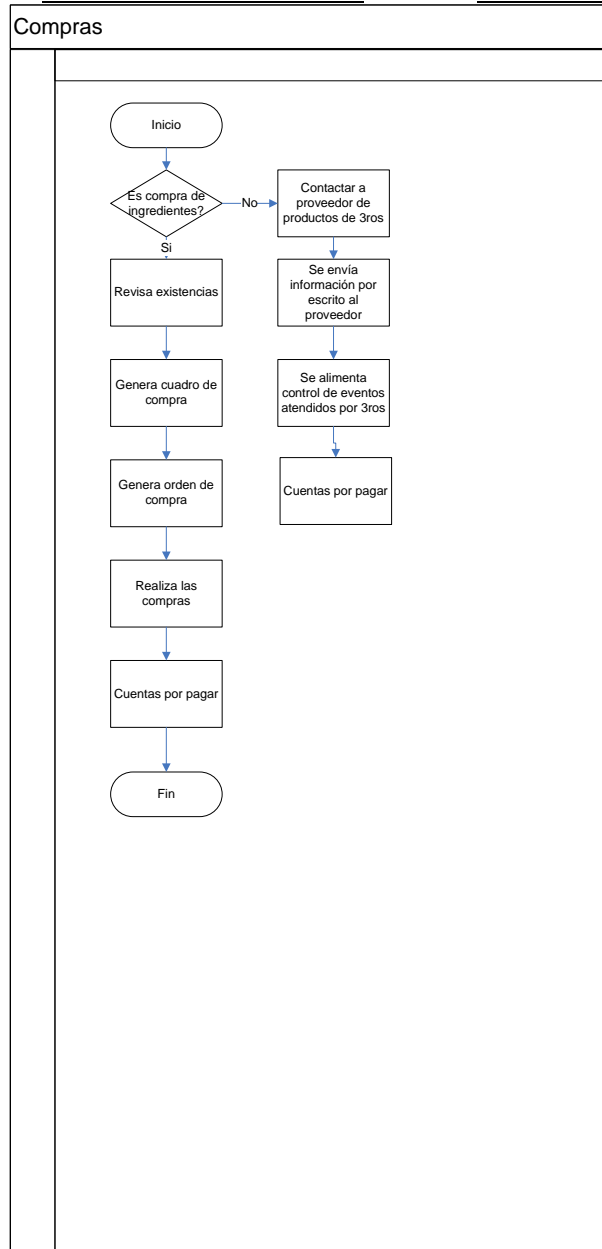 Compras
Inicio
Es compra de
ingredientes?
No
Contactar a
proveedor de
productos de 3ros
Si
Revisa existencias
Se envía
información por
escrito al
proveedor
Genera cuadro de
compra
Se alimenta
control de eventos
atendidos por 3ros
Genera orden de
compra
Cuentas por pagar
Realiza las
compras
Cuentas por pagar
Fin